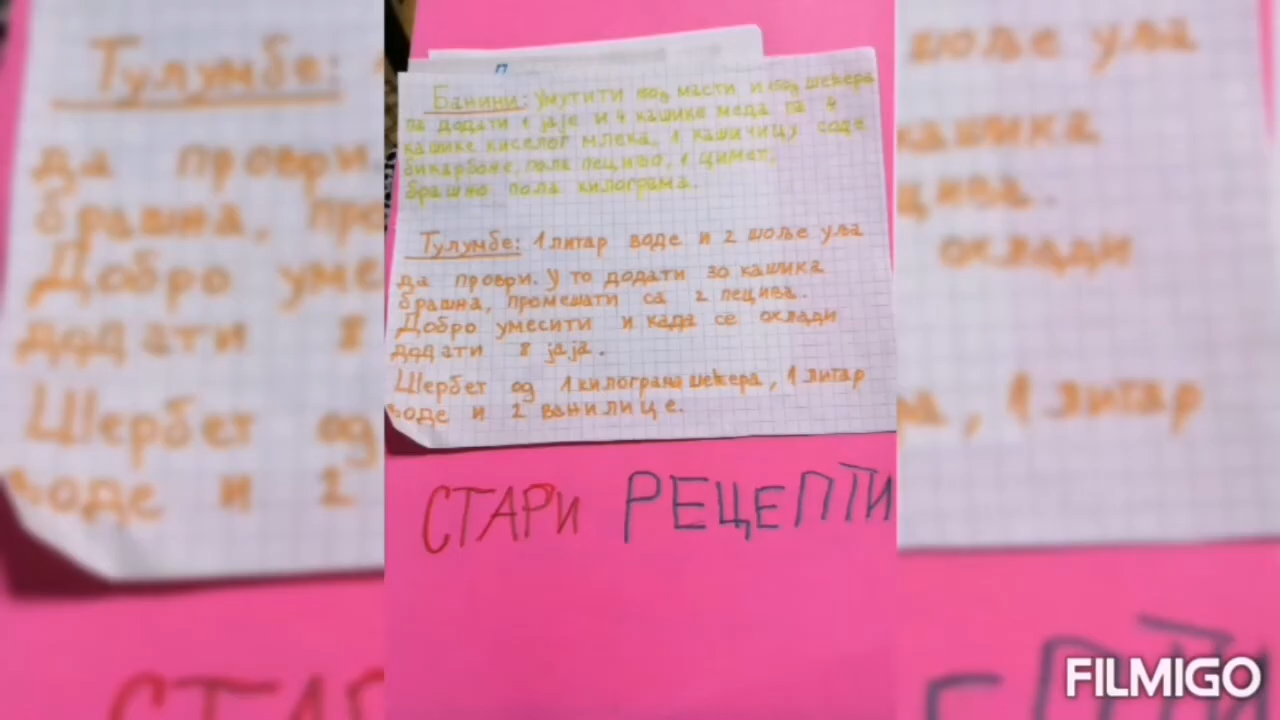 Банини: умутити 150g масти и 150g шећера
па додати 1 јаје и 4 кашике меда па 4
кашике киселог млека, 1 кашичицу соде
бикарбоне, пола пециво, 1 цимет.
брашно пола килограма.
Тулумбе: 1 литар воде и 2 шоље уља
да проври. У то додати 30 кашика
брашна, промешати са 2 пецива.
Добро умесити и када се охлади
додати 8 јаја.
Шербет од 1 килограма шећера, 1 литар
воде и 2 ванилице.
СТАРИ РЕЦЕПТИ
FILMIGO